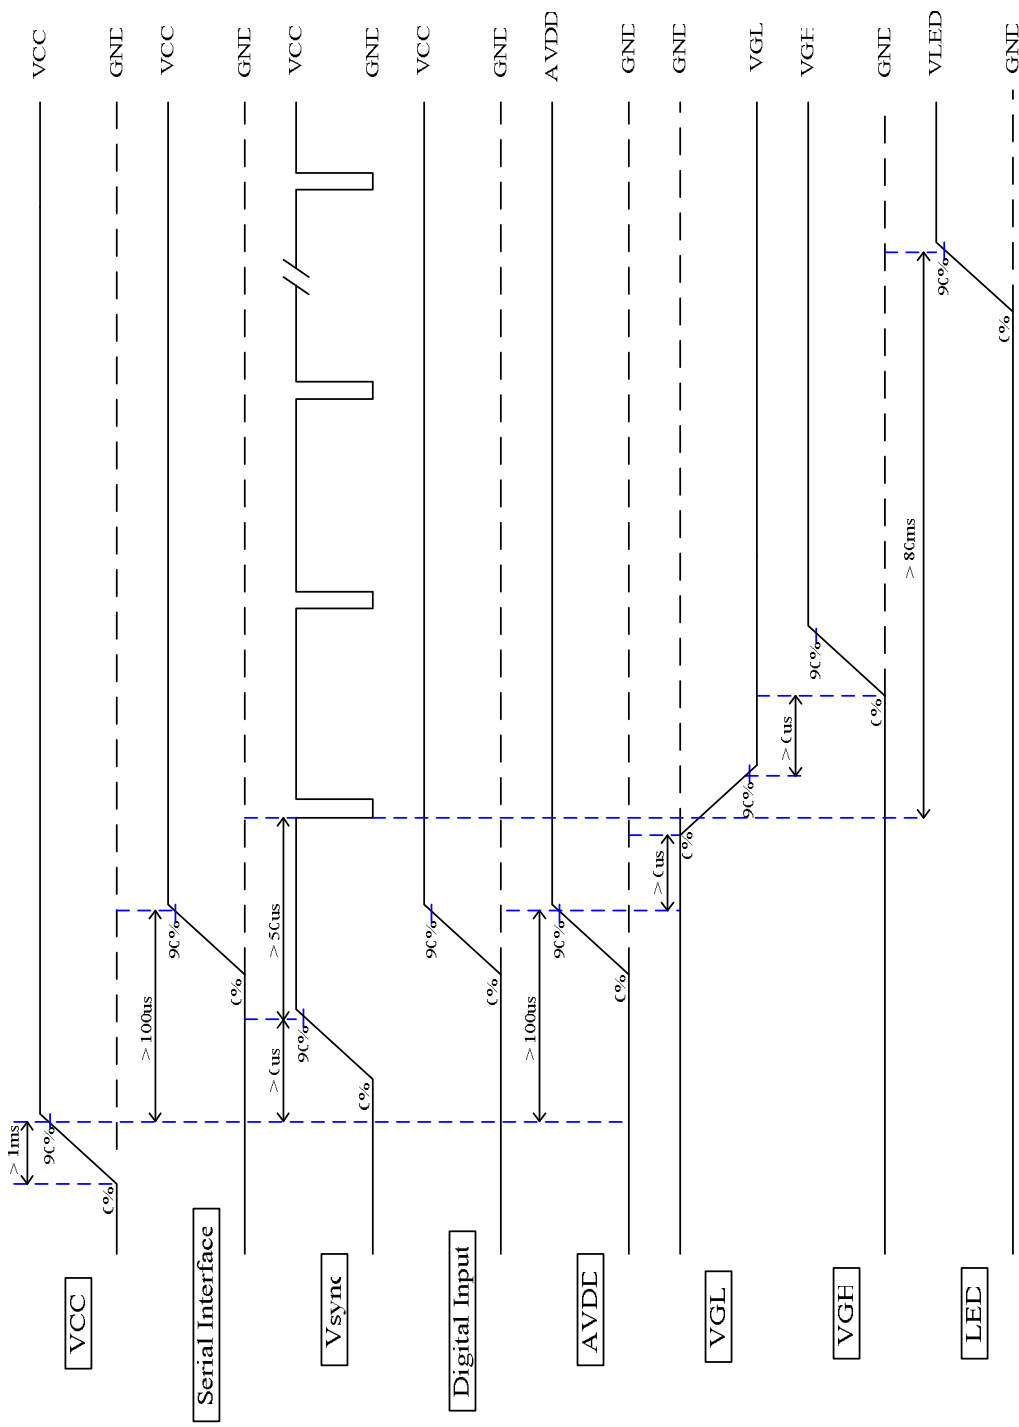 > 1ms
VCC
90%
VCC
0%
GND
> 100us
Serial Interface
90%
VCC
0%
GND
> 0us
> 50us
Vsync
90%
VCC
0%
GND
Digital Input
90%
VCC
0%
GND
> 100us
AVDD
90%
AVDD
0%
GND
> 0us
VGL
0%
GND
90%
VGL
> 0us
VGH
90%
VGH
0%
GND
> 80ms
LED
90%
VLED
0%
GND